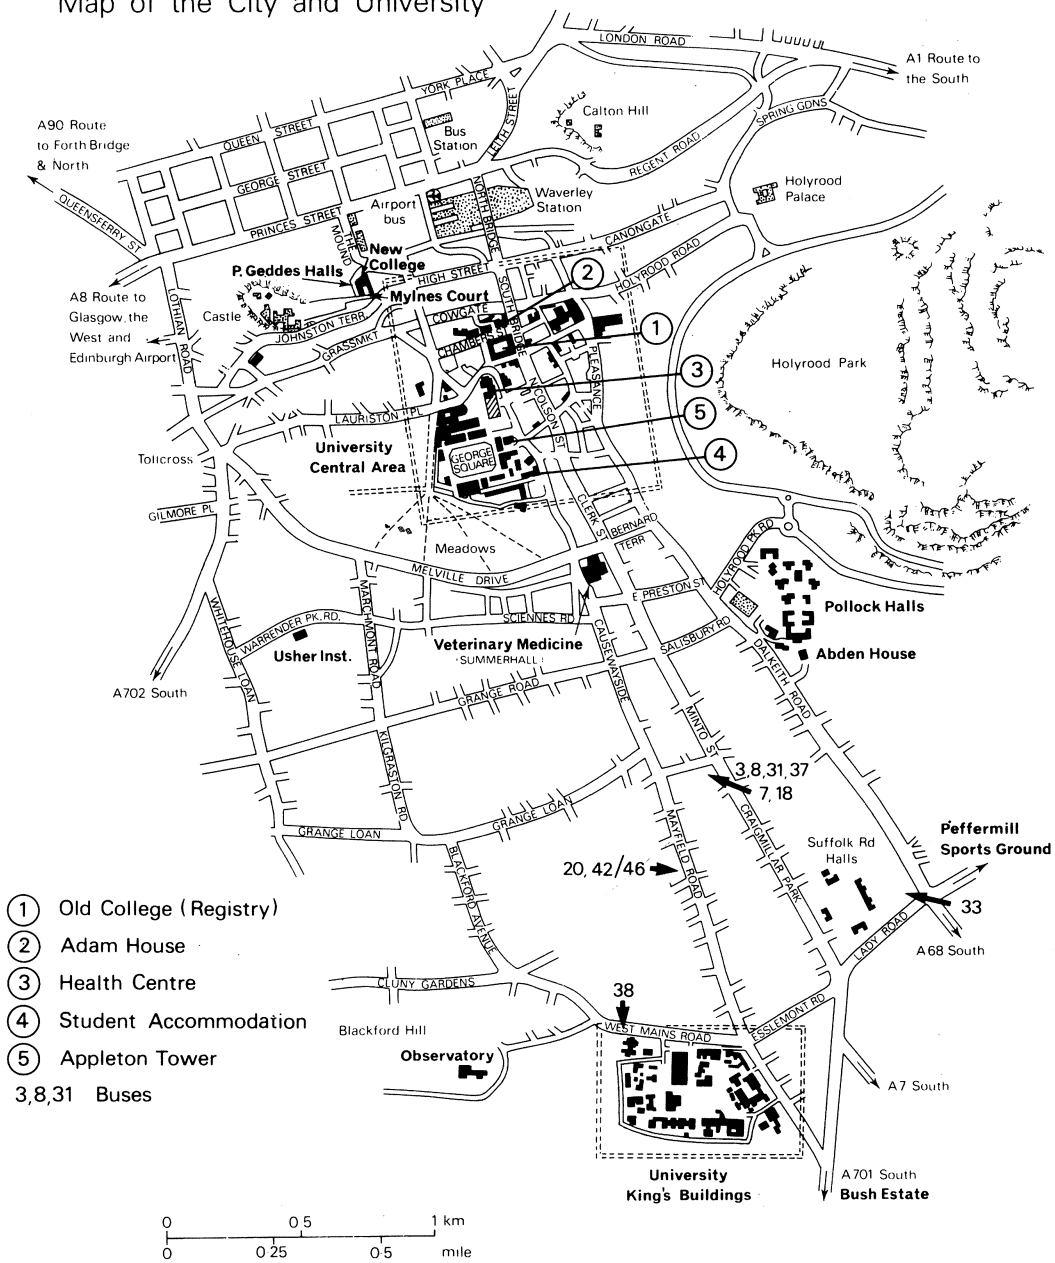 Map of the City and University
LONDON ROAD
A1 Route to
the South
YORK PLACE
LEITH STREET
Calton Hill
SPRING GDNS
A90 Route
to Forth Bridge
& North
QUEEN STREET
Bus
Station
REGENT ROAD
GEORGE STREET
Holyrood
Palace
QUEENSFERRY ST
PRINCES STREET
Airport
bus
NORTH BRIDGE
Waverley
Station
CANONGATE
THE MOUND
New
College
P. Geddes Halls
HIGH STREET
HOLYROOD ROAD
2
Mylnes Court
SOUTH BRIDGE
A8 Route to
Glasgow, the
West and
Edinburgh Airport
LOTHIAN ROAD
Castle
COWGATE
JOHNSTON TERR
GRASSMKT
CHAMBERS ST
1
PLEASANCE
Holyrood Park
3
NICOLSON ST
LAURISTON PL
5
University
Central Area
GEORGE
SQUARE
4
Tollcross
GILMORE PL
CLERK ST
BERNARD
TERR
HOLYROOD PK RD
Meadows
MELVILLE DRIVE
E PRESTON ST
Pollock Halls
MARCHMONT ROAD
WHITEHOUSE LOAN
WARRENDER PK. RD.
SCIENNES RD
SALISBURY RD
Usher Inst.
Veterinary Medicine
(SUMMERHALL)
CAUSEWAYSIDE
DALKEITH ROAD
Abden House
A702 South
GRANGE ROAD
MINTO ST
KILGRASTON RD
3,8,31,37
7,18
GRANGE LOAN
GRANGE LOAN
MAYFIELD ROAD
CRAIGMILLAR PARK
Suffolk Rd
Halls
Peffermill
Sports Ground
BLACKFORD AVENUE
20, 42/46
33
LADY ROAD
A68 South
1 Old College (Registry)
2 Adam House
3 Health Centre
4 Student Accommodation
5 Appleton Tower
3,8,31 Buses
CLUNY GARDENS
38
WEST MAINS ROAD
ESSLEMONT RD
Blackford Hill
Observatory
A7 South
University
King's Buildings
A701 South
Bush Estate
0 0·5 1 km
0 0·25 0·5 mile